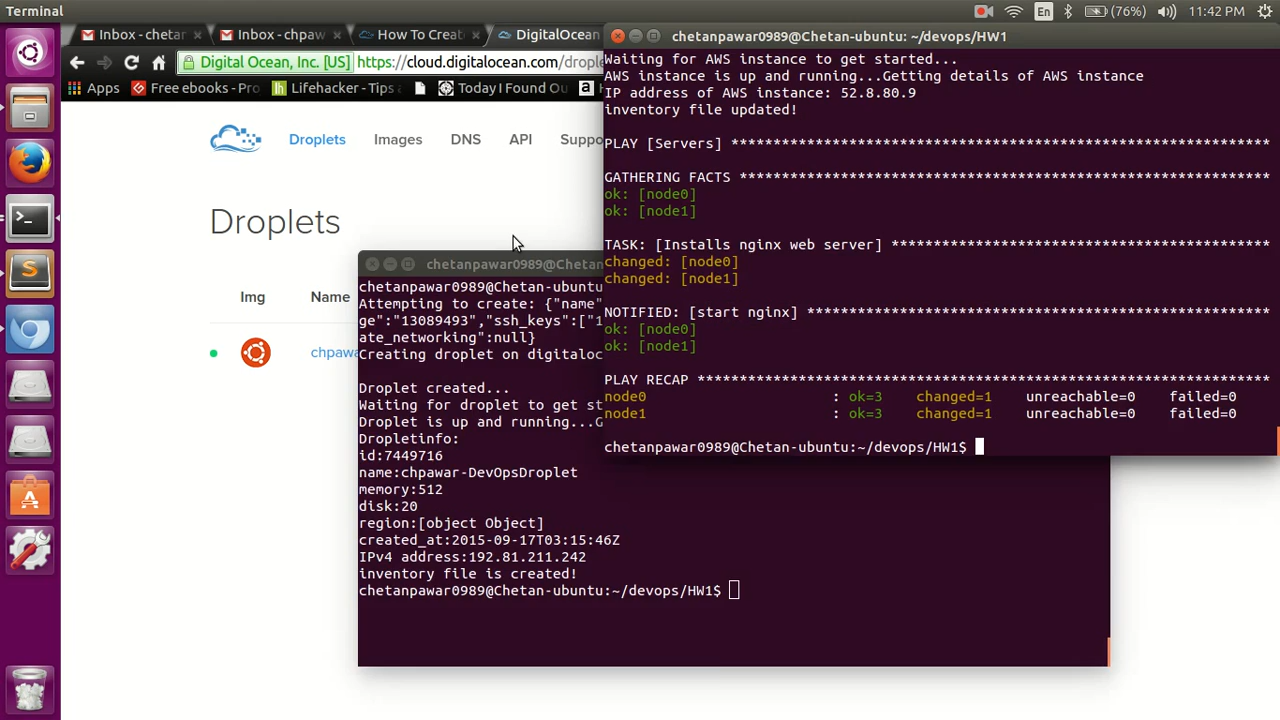 Terminal
En
(76%)
11:42 PM
Inbox - chetar
Inbox - chpaw
How To Creat
DigitalOcean
Digital Ocean, Inc. [US]
https://cloud.digitalocean.com/drople
Apps
Free ebooks - Pro
Lifehacker - Tips a
Today I Found Ou
a
Droplets
Images
DNS
API
Suppo
Droplets
Img
Name
chpawa
chetanpawar0989@Chetan-ubuntu: ~/devops/HW1
Waiting for AWS instance to get started...
AWS instance is up and running...Getting details of AWS instance
IP address of AWS instance: 52.8.80.9
inventory file updated!
PLAY [Servers] ****************************************************************
GATHERING FACTS ***************************************************************
ok: [node0]
ok: [node1]
TASK: [Installs nginx web server] *********************************************
changed: [node0]
changed: [node1]
NOTIFIED: [start nginx] *******************************************************
ok: [node0]
ok: [node1]
PLAY RECAP ********************************************************************
node0 : ok=3 changed=1 unreachable=0 failed=0
node1 : ok=3 changed=1 unreachable=0 failed=0
chetanpawar0989@Chetan-ubuntu:~/devops/HW1$
chetanpawar0989@Chetan
chetanpawar0989@Chetan-ubuntu
Attempting to create: {"name"
ge":"13089493","ssh_keys":["1
ate_networking":null}
Creating droplet on digitaloc
Droplet created...
Waiting for droplet to get st
Droplet is up and running...G
Dropletinfo:
id:7449716
name:chpawar-DevOpsDroplet
memory:512
disk:20
region:[object Object]
created_at:2015-09-17T03:15:46Z
IPv4 address:192.81.211.242
inventory file is created!
chetanpawar0989@Chetan-ubuntu:~/devops/HW1$